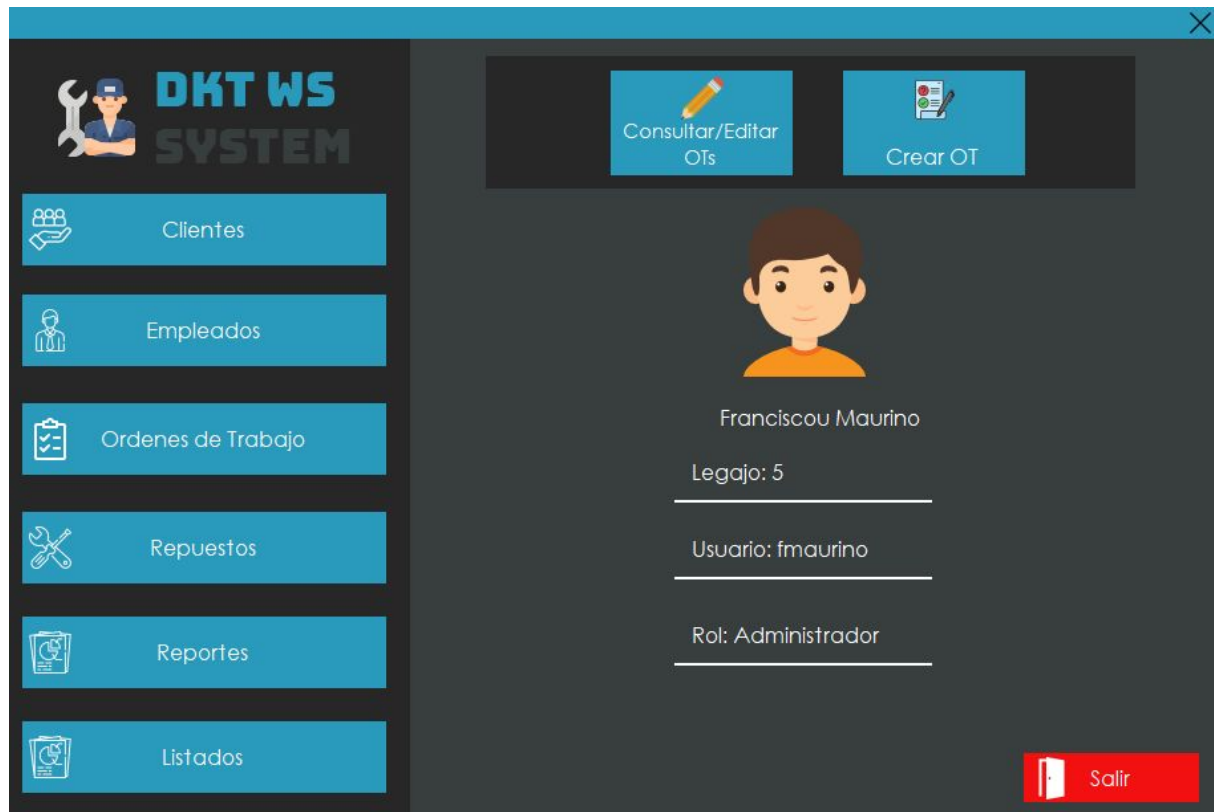 DKT WS
SYSTEM
Clientes
Empleados
Ordenes de Trabajo
Repuestos
Reportes
Listados
Consultar/Editar
OTs
Crear OT
Franciscou Maurino
Legajo: 5
Usuario: fmaurino
Rol: Administrador
Salir